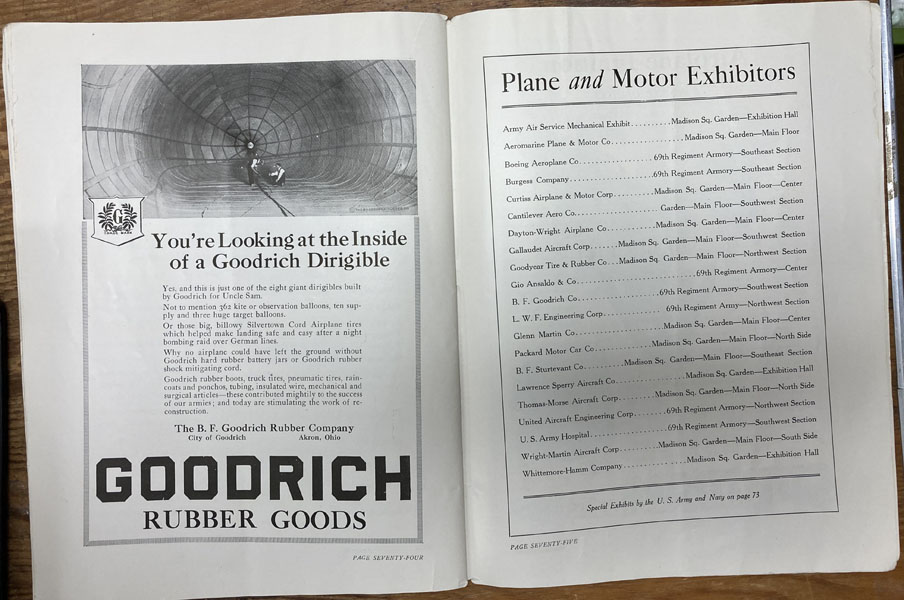 G
TRADE MARK
You're Looking at the Inside
of a Goodrich Dirigible
Yes, and this is just one of the eight giant dirigibles built
by Goodrich for Uncle Sam.
Not to mention 362 kite or observation balloons, ten sup-
ply and three huge target balloons.
Or those big, billowy Silvertown Cord Airplane tires
which helped make landing safe and easy after a night
bombing raid over German lines.
Why no airplane could have left the ground without
Goodrich hard rubber battery jars or Goodrich rubber
shock mitigating cord.
Goodrich rubber boots, truck tires, pneumatic tires, rain-
coats and ponchos, tubing, insulated wire, mechanical and
surgical articles—these contributed mightily to the success
of our armies; and today are stimulating the work of re-
construction.
The B. F. Goodrich Rubber Company
City of Goodrich Akron, Ohio
GOODRICH
RUBBER GOODS
PAGE SEVENTY-FOUR
Plane and Motor Exhibitors
Army Air Service Mechanical Exhibit..........Madison Sq. Garden—Exhibition Hall
Aeromarine Plane & Motor Co..................Madison Sq. Garden—Main Floor
Boeing Aeroplane Co..................69th Regiment Armory—Southeast Section
Burgess Company....................69th Regiment Armory—Southeast Section
Curtiss Airplane & Motor Corp.........Madison Sq. Garden—Main Floor—Center
Cantilever Aero Co.................... Garden—Main Floor—Southwest Section
Dayton-Wright Airplane Co............Madison Sq. Garden—Main Floor—Center
Gallaudet Aircraft Corp.......Madison Sq. Garden—Main Floor—Southwest Section
Goodyear Tire & Rubber Co...Madison Sq. Garden—Main Floor—Northwest Section
Gio Ansaldo & Co.............................69th Regiment Armory—Center
B. F. Goodrich Co....................69th Regiment Armory—Southwest Section
L. W. F. Engineering Corp.............. 69th Regiment Armory—Northwest Section
Glenn Martin Co.....................Madison Sq. Garden—Main Floor—Center
Packard Motor Car Co.............Madison Sq. Garden—Main Floor—North Side
B. F. Sturtevant Co..........Madison Sq. Garden—Main Floor—Southeast Section
Lawrence Sperry Aircraft Co.................Madison Sq. Garden—Exhibition Hall
Thomas-Morse Aircraft Corp.........Madison Sq. Garden—Main Floor—North Side
United Aircraft Engineering Corp.........69th Regiment Armory—Northwest Section
U. S. Army Hospital..................69th Regiment Armory—Southwest Section
Wright-Martin Aircraft Corp..........Madison Sq. Garden—Main Floor—South Side
Whittemore-Hamm Company................Madison Sq. Garden—Exhibition Hall
Special Exhibits by the U. S. Army and Navy on page 73
PAGE SEVENTY-FIVE